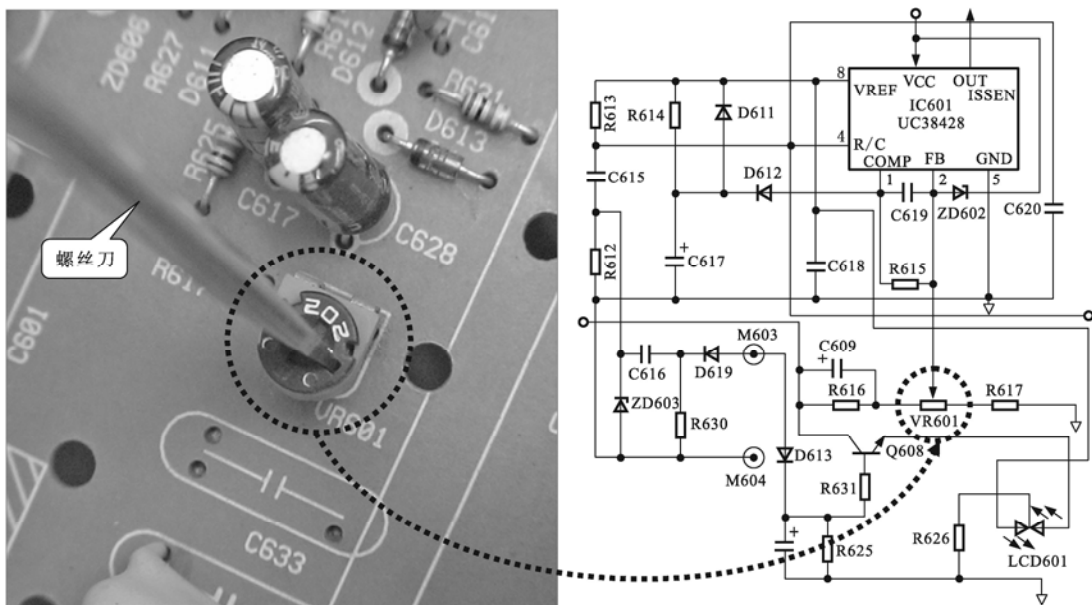 ZD606
R627
D611
D612
C61
R621
D613
R625
C617
C628
螺丝刀
R617
202
C601
VR601
C633
8
VREF
VCC
OUT
ISSEN
IC601
UC38428
4
R/C
COMP
FB
GND
1
2
5
R613
R614
D611
C615
D612
C619
ZD602
C620
R612
C617
C618
R615
M603
C609
C616
D619
R616
R617
VR601
ZD603
R630
D613
Q608
M604
R631
R625
R626
LCD601